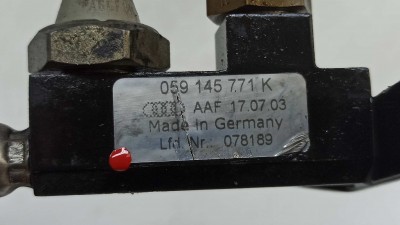 059 145 771 K
AAF 17.07.03
Made in Germany
Lfd. Nr. 078189